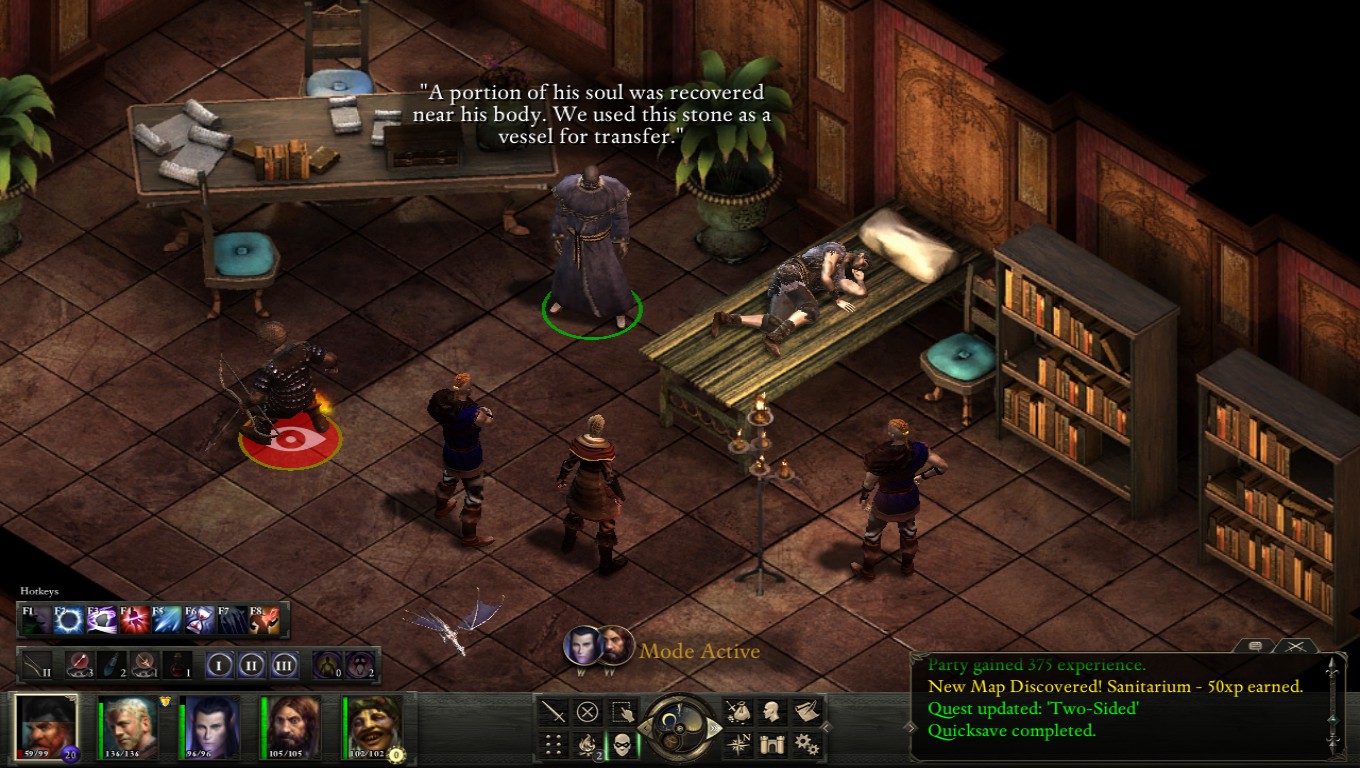 "A portion of his soul was recovered
near his body. We used this stone as a
vessel for transfer."
Hotkeys
F1 F2 F3 F4 F5 F6 F7 F8
II 3 2 1 I II III 0 2
Mode Active
59/99 20 136/136 96/96 105/105 102/102 0
2
N
Party gained 375 experience.
New Map Discovered! Sanitarium - 50xp earned.
Quest updated: 'Two-Sided'
Quicksave completed.